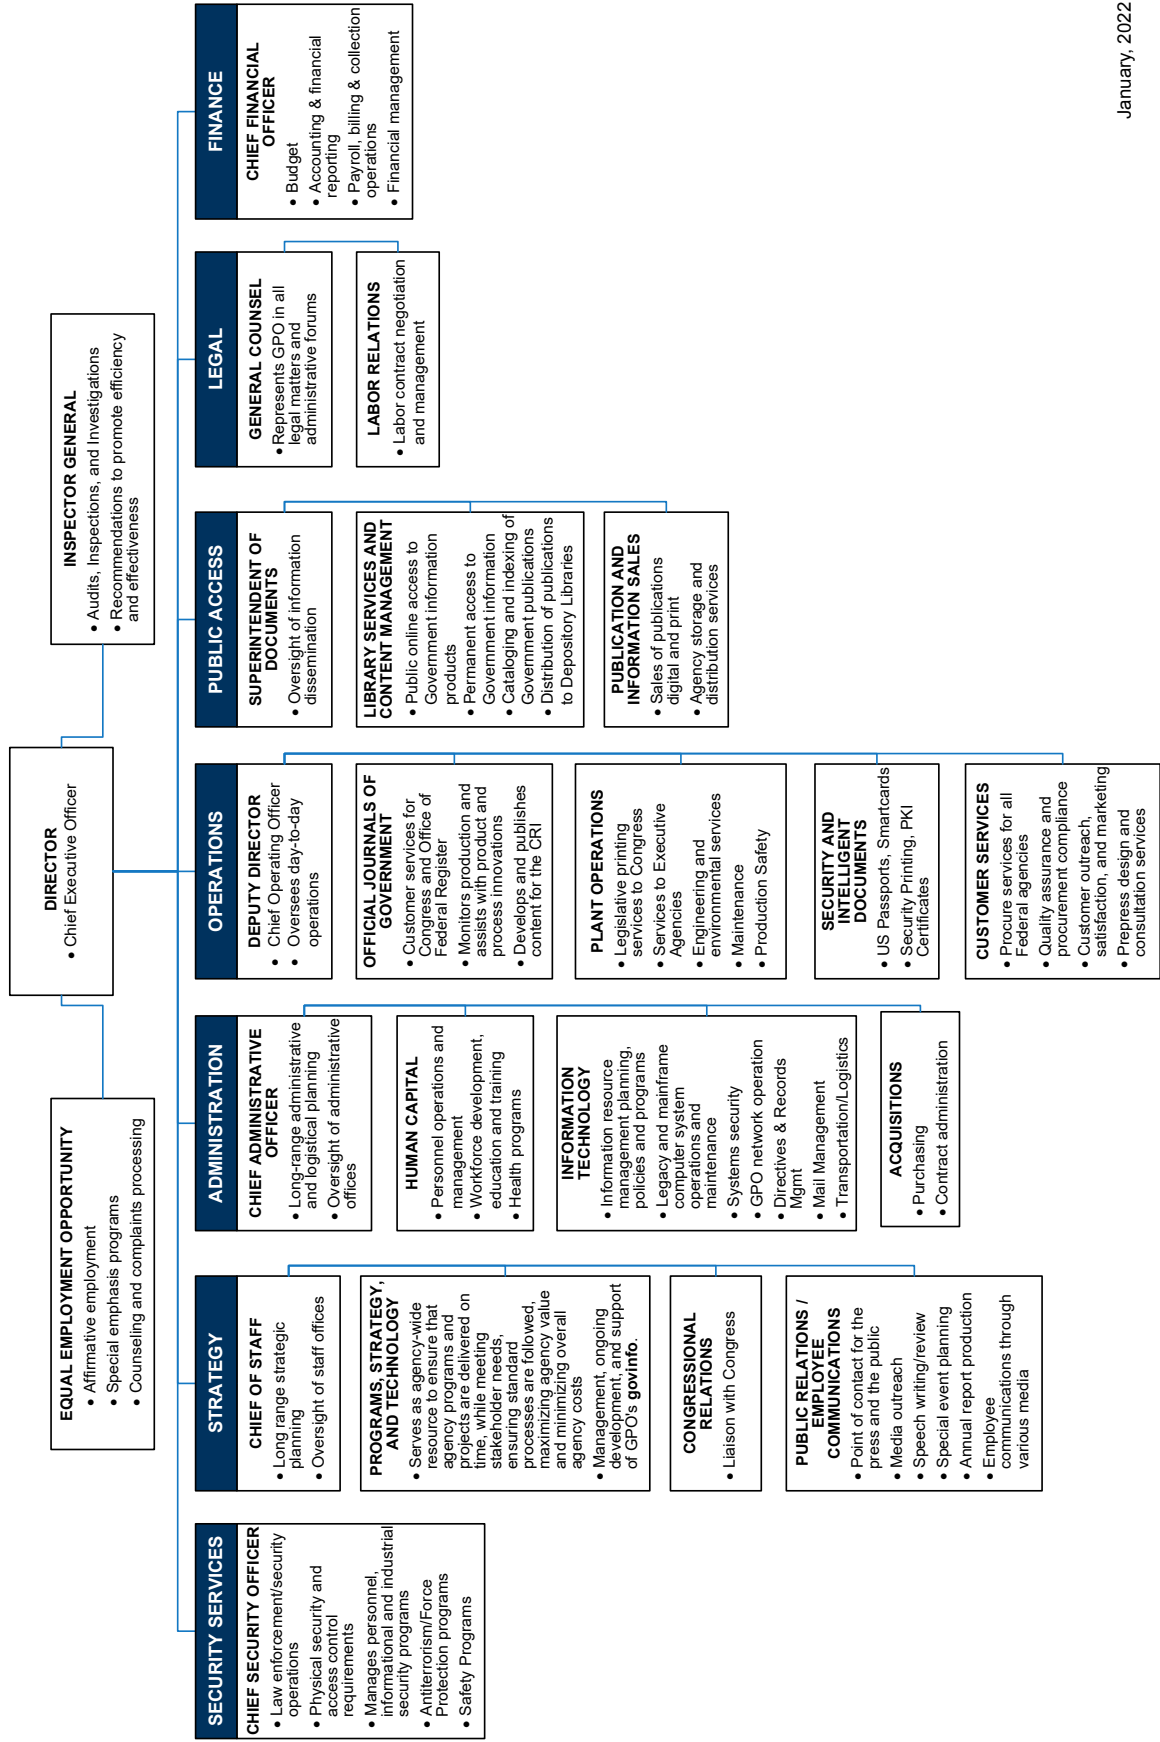 DIRECTOR
• Chief Executive Officer
EQUAL EMPLOYMENT OPPORTUNITY
• Affirmative employment
• Special emphasis programs
• Counseling and complaints processing
INSPECTOR GENERAL
• Audits, Inspections, and Investigations
• Recommendations to promote efficiency
and effectiveness
SECURITY SERVICES
CHIEF SECURITY OFFICER
• Law enforcement/security
operations
• Physical security and
access control
requirements
• Manages personnel,
informational and industrial
security programs
• Antiterrorism/Force
Protection programs
• Safety Programs
STRATEGY
CHIEF OF STAFF
• Long range strategic
planning
• Oversight of staff offices
PROGRAMS, STRATEGY,
AND TECHNOLOGY
• Serves as agency-wide
resource to ensure that
agency programs and
projects are delivered on
time, while meeting
stakeholder needs,
ensuring standard
processes are followed,
maximizing agency value
and minimizing overall
agency costs
• Management, ongoing
development, and support
of GPO's govinfo.
CONGRESSIONAL
RELATIONS
• Liaison with Congress
PUBLIC RELATIONS /
EMPLOYEE
COMMUNICATIONS
• Point of contact for the
press and the public
• Media outreach
• Speech writing/review
• Special event planning
• Annual report production
• Employee
communications through
various media
ADMINISTRATION
CHIEF ADMINISTRATIVE
OFFICER
• Long-range administrative
and logistical planning
• Oversight of administrative
offices
HUMAN CAPITAL
• Personnel operations and
management
• Workforce development,
education and training
• Health programs
INFORMATION
TECHNOLOGY
• Information resource
management planning,
policies and programs
• Legacy and mainframe
computer system
operations and
maintenance
• Systems security
• GPO network operation
• Directives & Records
Mgmt
• Mail Management
• Transportation/Logistics
ACQUISITIONS
• Purchasing
• Contract administration
OPERATIONS
DEPUTY DIRECTOR
• Chief Operating Officer
• Oversees day-to-day
operations
OFFICIAL JOURNALS OF
GOVERNMENT
• Customer services for
Congress and Office of
Federal Register
• Monitors production and
assists with product and
process innovations
• Develops and publishes
content for the CRI
PLANT OPERATIONS
• Legislative printing
services to Congress
• Services to Executive
Agencies
• Engineering and
environmental services
• Maintenance
• Production Safety
SECURITY AND
INTELLIGENT
DOCUMENTS
• US Passports, Smartcards
• Security Printing, PKI
Certificates
CUSTOMER SERVICES
• Procure services for all
Federal agencies
• Quality assurance and
procurement compliance
• Customer outreach,
satisfaction, and marketing
• Prepress design and
consultation services
PUBLIC ACCESS
SUPERINTENDENT OF
DOCUMENTS
• Oversight of information
dissemination
LIBRARY SERVICES AND
CONTENT MANAGEMENT
• Public online access to
Government information
products
• Permanent access to
Government information
• Cataloging and indexing of
Government publications
• Distribution of publications
to Depository Libraries
PUBLICATION AND
INFORMATION SALES
• Sales of publications
digital and print
• Agency storage and
distribution services
LEGAL
GENERAL COUNSEL
• Represents GPO in all
legal matters and
administrative forums
LABOR RELATIONS
• Labor contract negotiation
and management
FINANCE
CHIEF FINANCIAL
OFFICER
• Budget
• Accounting & financial
reporting
• Payroll, billing & collection
operations
• Financial management
January, 2022